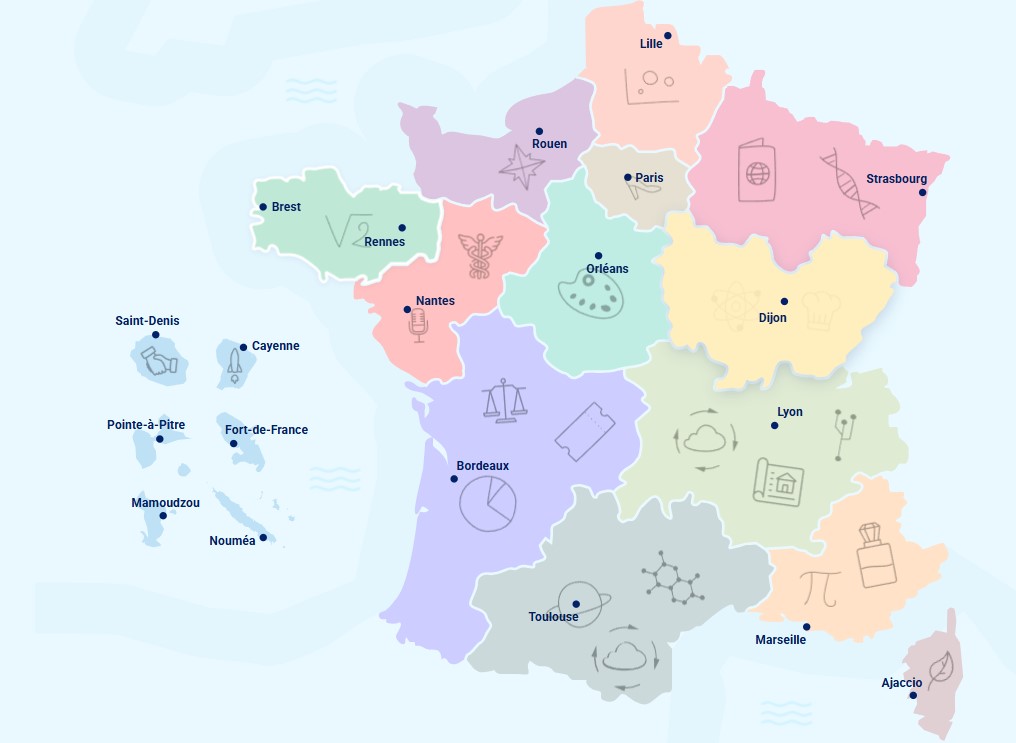 Lille
Rouen
Paris
Strasbourg
Brest
√2
Rennes
Orléans
Nantes
Dijon
Saint-Denis
Cayenne
Lyon
Pointe-à-Pitre
Fort-de-France
Bordeaux
Mamoudzou
Nouméa
π
Toulouse
Marseille
Ajaccio